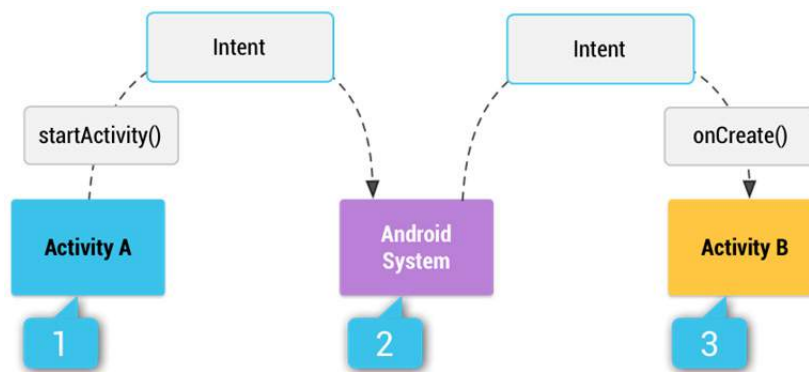 Intent
Intent
startActivity()
onCreate()
Activity A
Android
System
Activity B
1
2
3